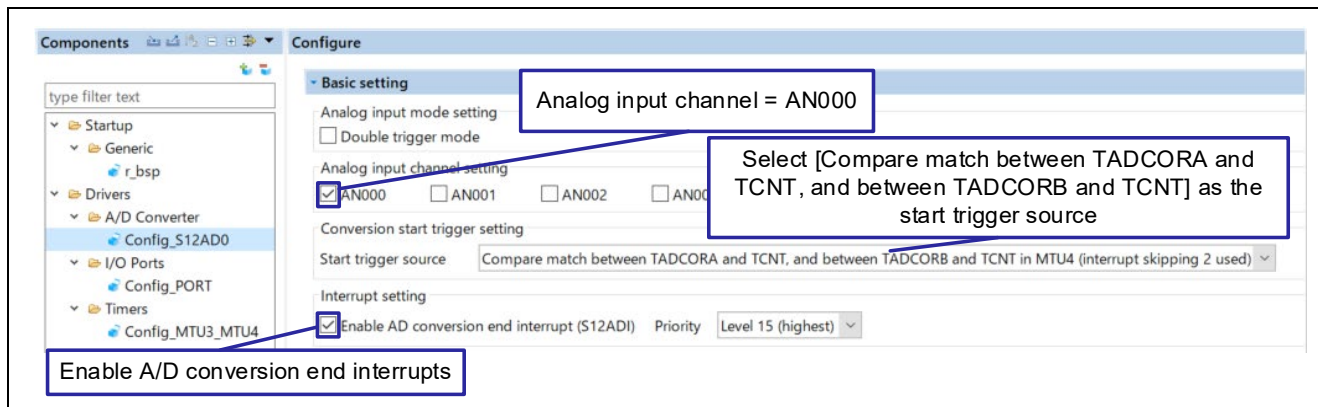 Components
Configure
type filter text
Startup
Generic
r_bsp
Drivers
A/D Converter
Config_S12AD0
I/O Ports
Config_PORT
Timers
Config_MTU3_MTU4
Basic setting
Analog input mode setting
Double trigger mode
Analog input channel setting
AN000 AN001 AN002
Conversion start trigger setting
Start trigger source Compare match between TADCORA and TCNT, and between TADCORB and TCNT in MTU4 (interrupt skipping 2 used)
Interrupt setting
Enable AD conversion end interrupt (S12ADI) Priority Level 15 (highest)
Analog input channel = AN000
Select [Compare match between TADCORA and
TCNT, and between TADCORB and TCNT] as the
start trigger source
Enable A/D conversion end interrupts